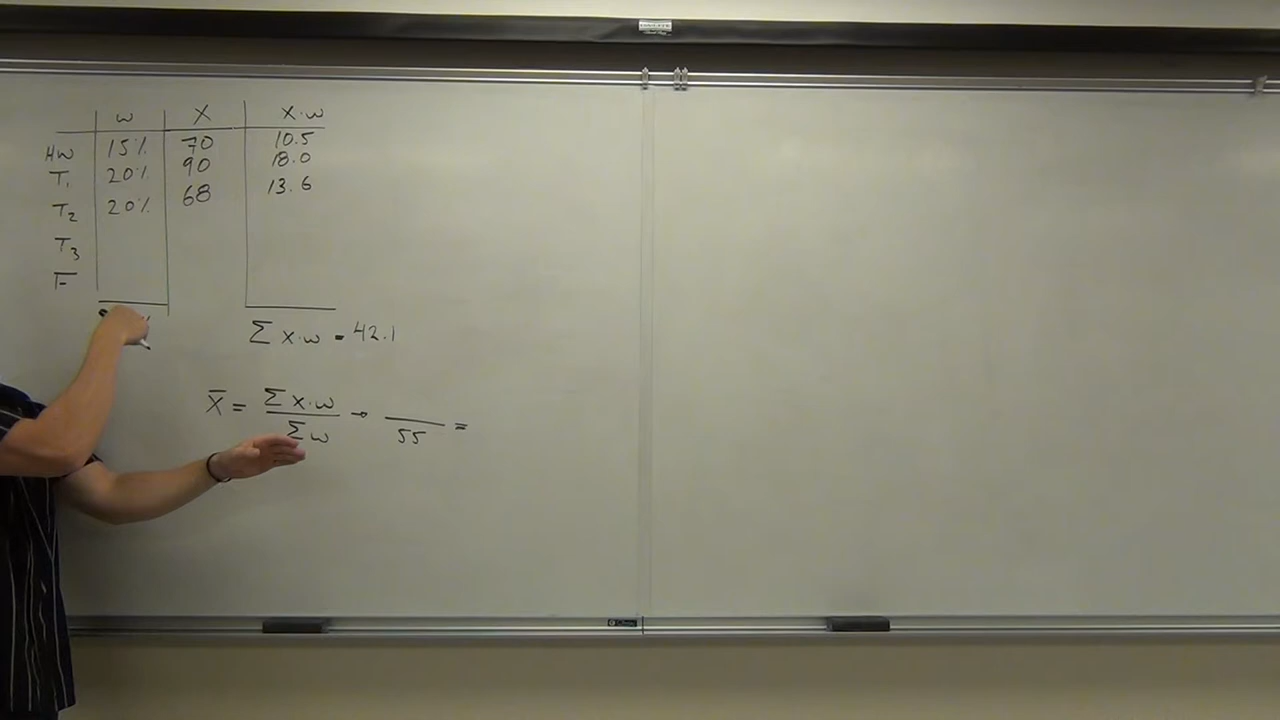 w X X·w
HW 15% 70 10.5
T₁ 20% 90 18.0
T₂ 20% 68 13.6
T₃
F
Σ X·w = 42.1
X̄ = Σ X·w / Σ w → / 55 =